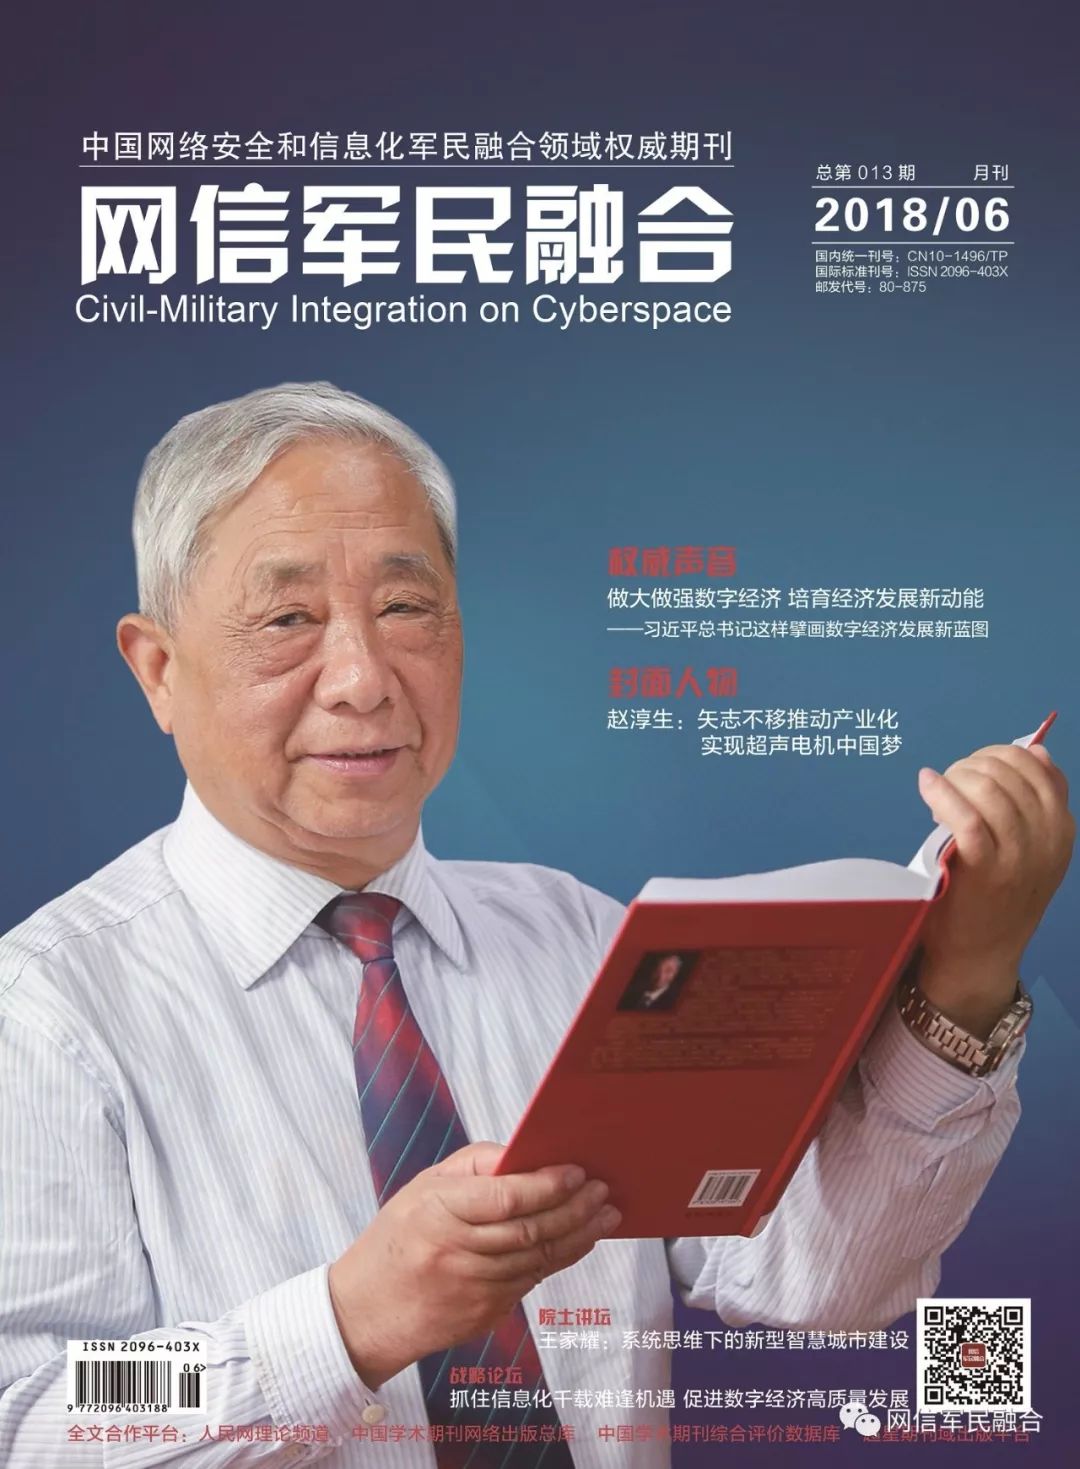 中国网络安全和信息化军民融合领域权威期刊
网信军民融合
Civil-Military Integration on Cyberspace
总第 013 期 月刊
2018/06
国内统一刊号：CN10-1496/TP
国际标准刊号：ISSN 2096-403X
邮发代号：80-875
权威声音
做大做强数字经济 培育经济发展新动能
——习近平总书记这样擘画数字经济发展新蓝图
封面人物
赵淳生：矢志不移推动产业化
实现超声电机中国梦
院士讲坛
王家耀：系统思维下的新型智慧城市建设
战略论坛
抓住信息化千载难逢机遇 促进数字经济高质量发展
ISSN 2096-403X
06>
9 772096 403188
网信军民融合
全文合作平台：人民网理论频道 中国学术期刊网络出版总库 中国学术期刊综合评价数据库 超星期刊域出版平台